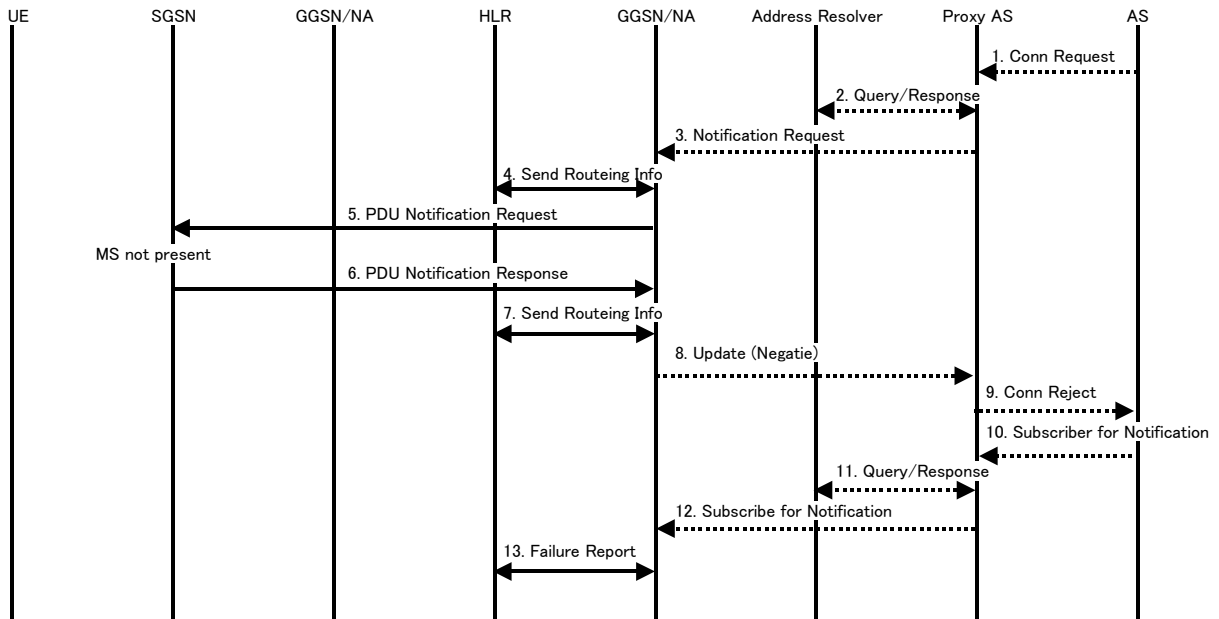 UE SGSN GGSN/NA HLR GGSN/NA Address Resolver Proxy AS AS
1. Conn Request
2. Query/Response
3. Notification Request
4. Send Routeing Info
5. PDU Notification Request
MS not present
6. PDU Notification Response
7. Send Routeing Info
8. Update (Negatie)
9. Conn Reject
10. Subscriber for Notification
11. Query/Response
12. Subscribe for Notification
13. Failure Report